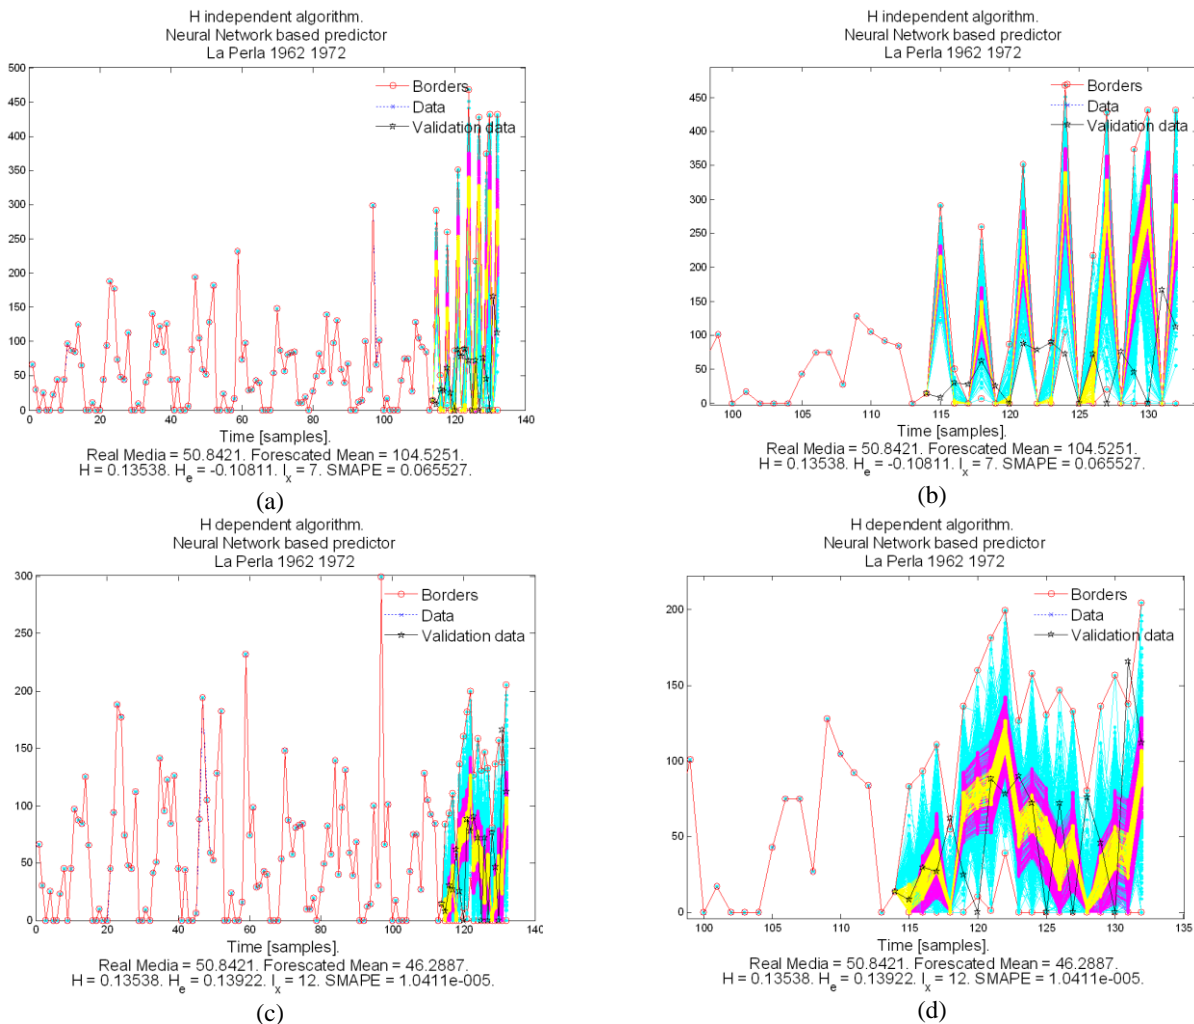 H independent algorithm.
Neural Network based predictor
La Perla 1962 1972
500
450
400
350
300
250
200
150
100
50
0
Borders
Data
Validation data
0 20 40 60 80 100 120 140
Time [samples].
Real Media = 50.8421. Forescated Mean = 104.5251.
H = 0.13538. He = -0.10811. Ix = 7. SMAPE = 0.065527.
(a)
H independent algorithm.
Neural Network based predictor
La Perla 1962 1972
450
400
350
300
250
200
150
100
50
0
Borders
Data
Validation data
100 105 110 115 120 125 130
Time [samples].
Real Media = 50.8421. Forescated Mean = 104.5251.
H = 0.13538. He = -0.10811. Ix = 7. SMAPE = 0.065527.
(b)
H dependent algorithm.
Neural Network based predictor
La Perla 1962 1972
300
250
200
150
100
50
0
Borders
Data
Validation data
0 20 40 60 80 100 120 140
Time [samples].
Real Media = 50.8421. Forescated Mean = 46.2887.
H = 0.13538. He = 0.13922. Ix = 12. SMAPE = 1.0411e-005.
(c)
H dependent algorithm.
Neural Network based predictor
La Perla 1962 1972
200
150
100
50
0
Borders
Data
Validation data
100 105 110 115 120 125 130 135
Time [samples].
Real Media = 50.8421. Forescated Mean = 46.2887.
H = 0.13538. He = 0.13922. Ix = 12. SMAPE = 1.0411e-005.
(d)